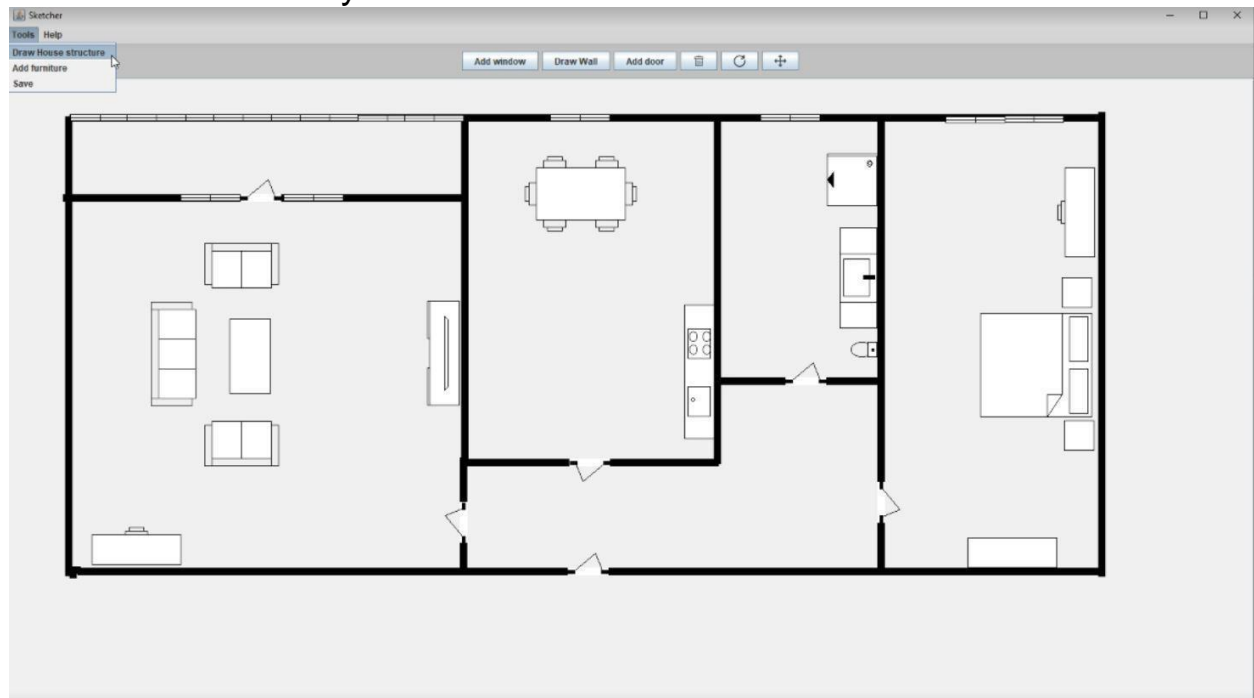 Sketcher
Tools Help
Draw House structure
Add furniture
Save
Add window Draw Wall Add door